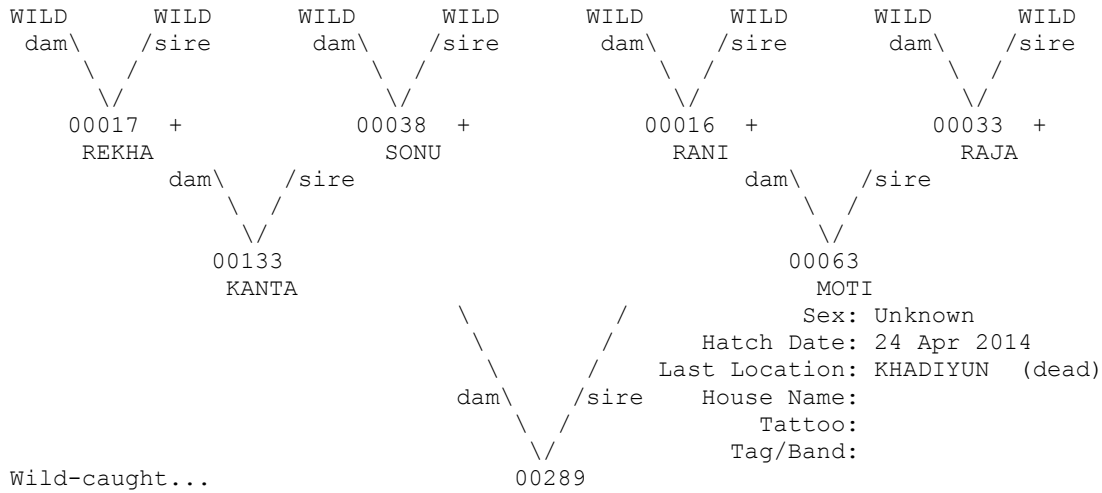 WILD WILD WILD WILD WILD WILD WILD WILD
dam\ /sire dam\ /sire dam\ /sire dam\ /sire
\ / \ / \ / \ /
\/ \/ \/ \/
00017 + 00038 + 00016 + 00033 +
REKHA SONU RANI RAJA
dam\ /sire dam\ /sire
\ / \ /
\/ \/
00133 00063
KANTA MOTI
\ / Sex: Unknown
\ / Hatch Date: 24 Apr 2014
\ / Last Location: KHADIYUN (dead)
dam\ /sire House Name:
\ / Tattoo:
\/ Tag/Band:
Wild-caught... 00289